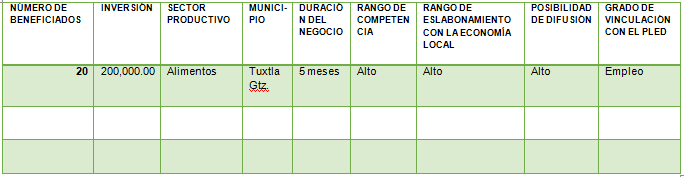 NÚMERO DE BENEFICIADOS
INVERSIÓN
SECTOR PRODUCTIVO
MUNICI-
PIO
DURACIÓ
N DEL
NEGOCIO
RANGO DE
COMPETEN
CIA
RANGO DE
ESLABONAMIENTO
CON LA ECONOMÍA
LOCAL
POSIBILIDAD
DE DIFUSIÓN
GRADO DE
VINCULACIÓN
CON EL PLED
20 200,000.00 Alimentos Tuxtla 5 meses Alto Alto Alto Empleo
Gtz.